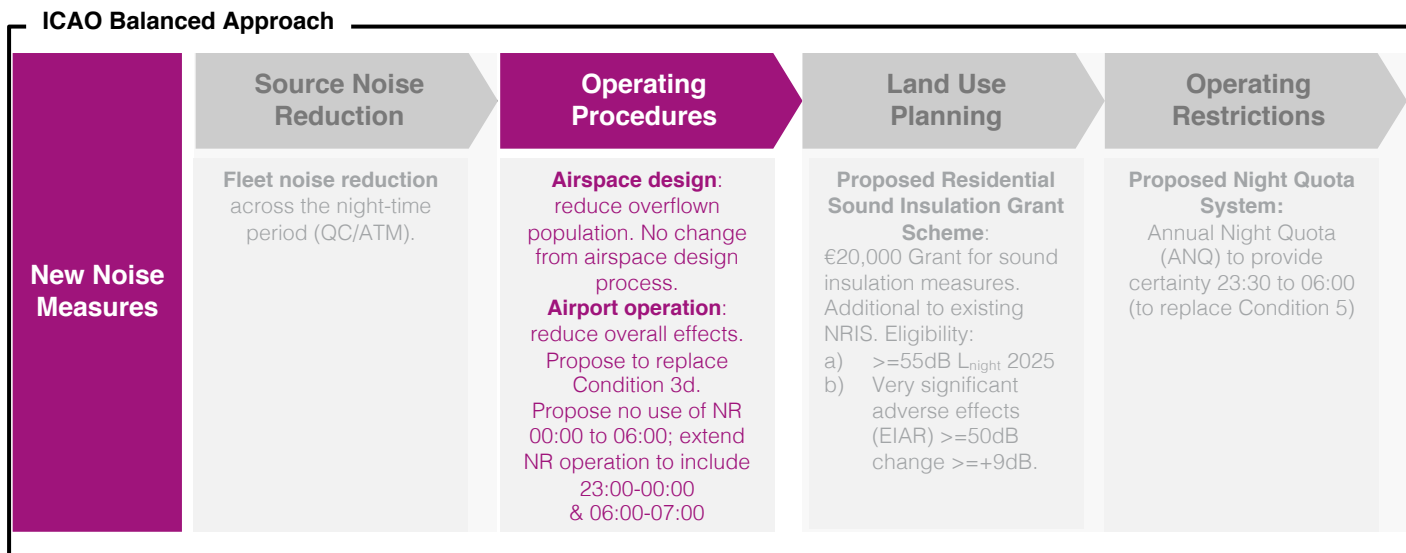 ICAO Balanced Approach
New Noise
Measures
Source Noise
Reduction
Fleet noise reduction
across the night-time
period (QC/ATM).
Operating
Procedures
Airspace design:
reduce overflown
population. No change
from airspace design
process.
Airport operation:
reduce overall effects.
Propose to replace
Condition 3d.
Propose no use of NR
00:00 to 06:00; extend
NR operation to include
23:00-00:00
& 06:00-07:00
Land Use
Planning
Proposed Residential
Sound Insulation Grant
Scheme:
€20,000 Grant for sound
insulation measures.
Additional to existing
NRIS. Eligibility:
a) >=55dB Lnight 2025
b) Very significant
adverse effects
(EIAR) >=50dB
change >=+9dB.
Operating
Restrictions
Proposed Night Quota
System:
Annual Night Quota
(ANQ) to provide
certainty 23:30 to 06:00
(to replace Condition 5)